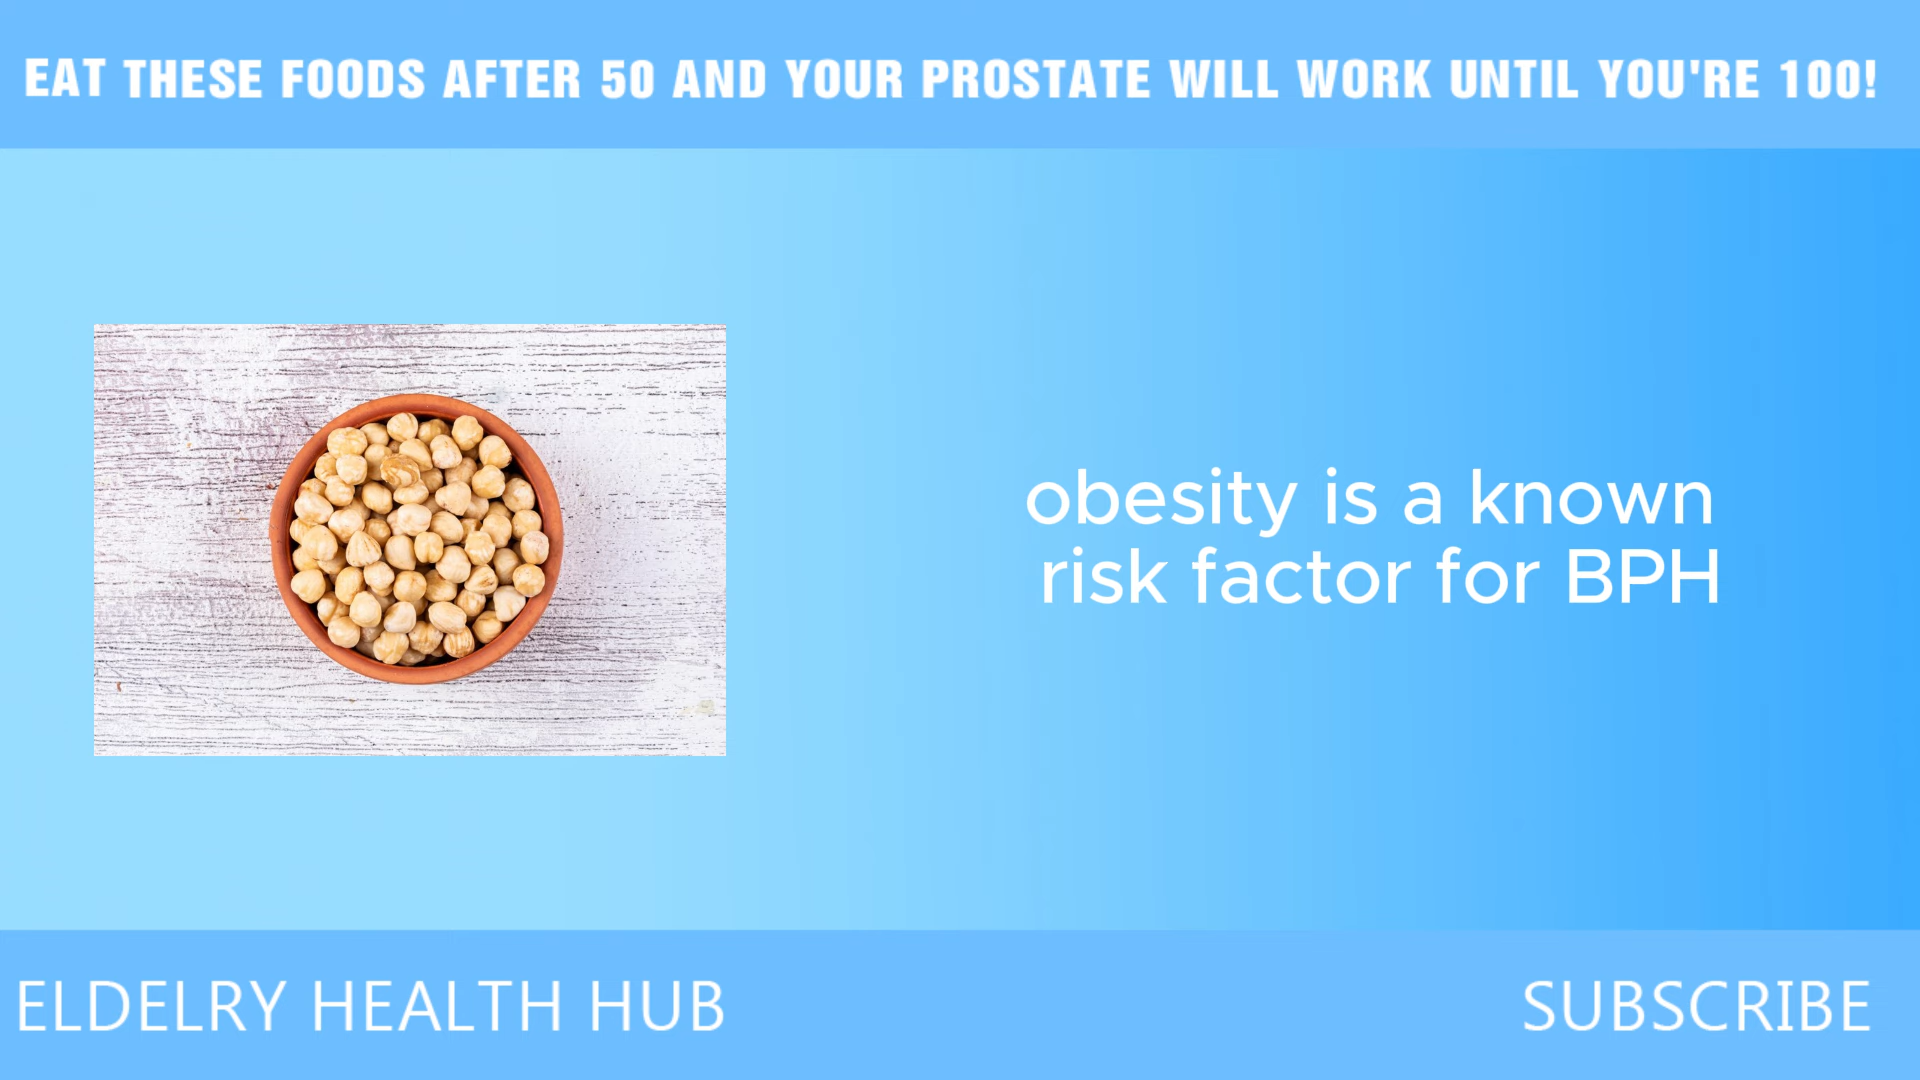 EAT THESE FOODS AFTER 50 AND YOUR PROSTATE WILL WORK UNTIL YOU'RE 100!
obesity is a known
risk factor for BPH
ELDELRY HEALTH HUB
SUBSCRIBE